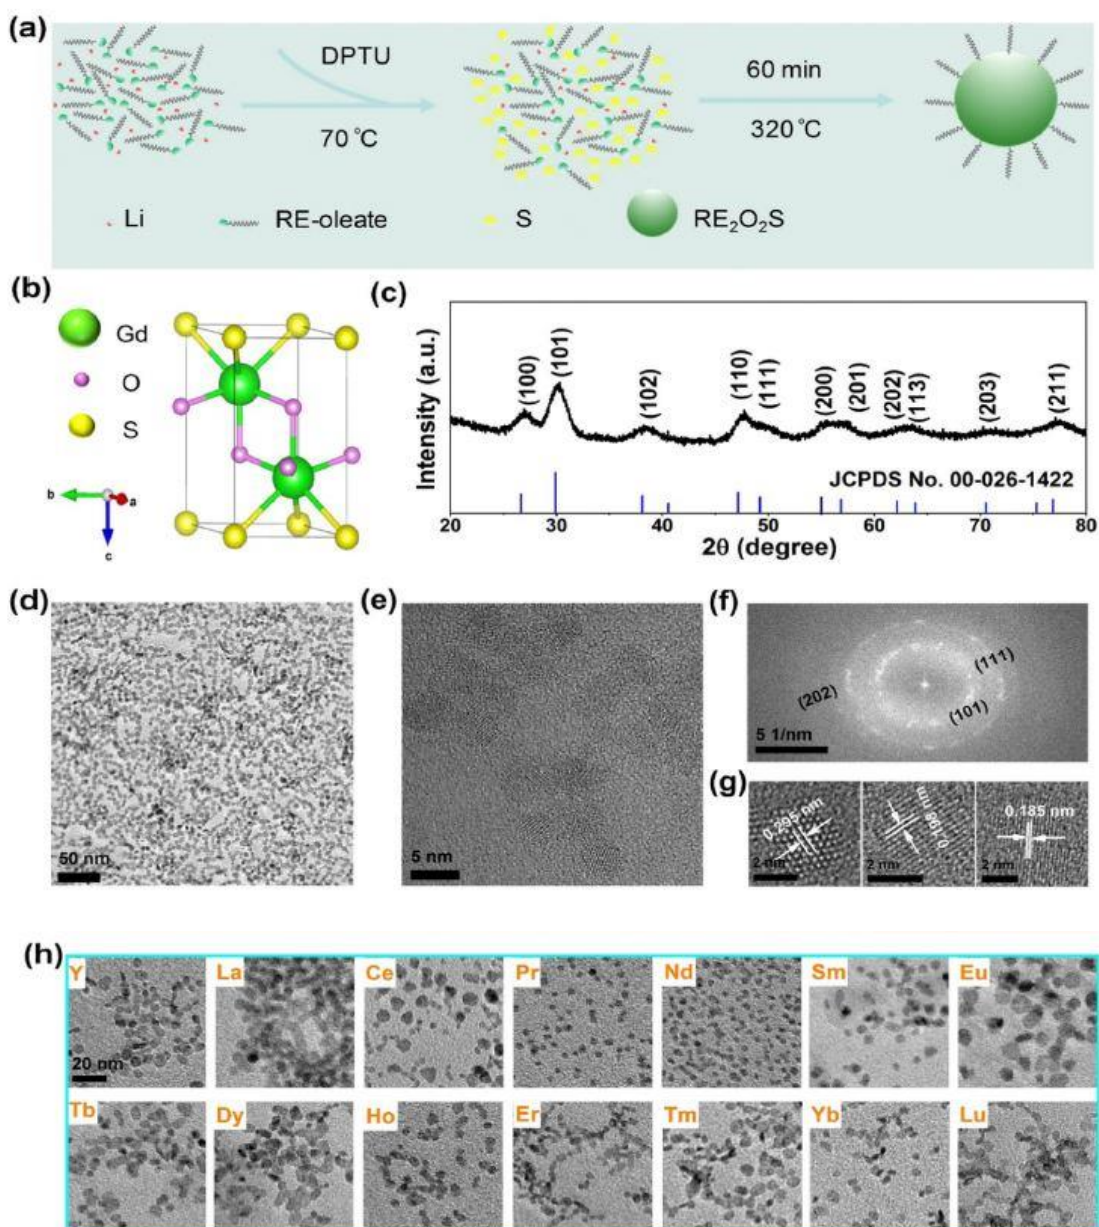 (a)
DPTU
70 °C
60 min
320 °C
Li
RE-oleate
S
RE₂O₂S
(b)
Gd
O
S
b
a
c
(c)
Intensity (a.u.)
(100)
(101)
(102)
(110)
(111)
(200)
(201)
(202)
(113)
(203)
(211)
JCPDS No. 00-026-1422
20 30 40 50 60 70 80
2θ (degree)
(d)
50 nm
(e)
5 nm
(f)
(111)
(202)
(101)
5 1/nm
(g)
0.295 nm
2 nm
0.198 nm
2 nm
0.185 nm
2 nm
(h)
Y La Ce Pr Nd Sm Eu
20 nm
Tb Dy Ho Er Tm Yb Lu